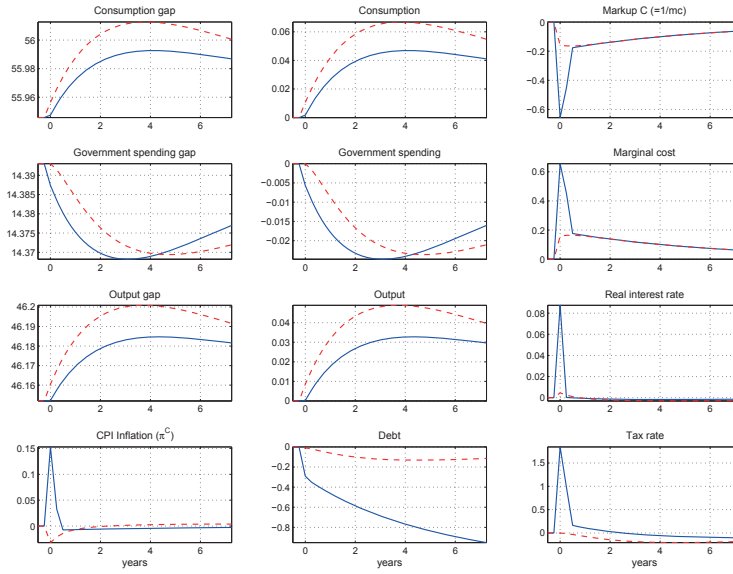 Consumption gap
56
55.98
55.96
0 2 4 6
Consumption
0.06
0.04
0.02
0
0 2 4 6
Markup C (=1/mc)
0
−0.2
−0.4
−0.6
0 2 4 6
Government spending gap
14.39
14.385
14.38
14.375
14.37
0 2 4 6
Government spending
0
−0.005
−0.01
−0.015
−0.02
0 2 4 6
Marginal cost
0.6
0.4
0.2
0
0 2 4 6
Output gap
46.2
46.19
46.18
46.17
46.16
0 2 4 6
Output
0.04
0.03
0.02
0.01
0
0 2 4 6
Real interest rate
0.08
0.06
0.04
0.02
0
0 2 4 6
CPI Inflation (π^C)
0.15
0.1
0.05
0
0 2 4 6
years
Debt
0
−0.2
−0.4
−0.6
−0.8
0 2 4 6
years
Tax rate
1.5
1
0.5
0
0 2 4 6
years